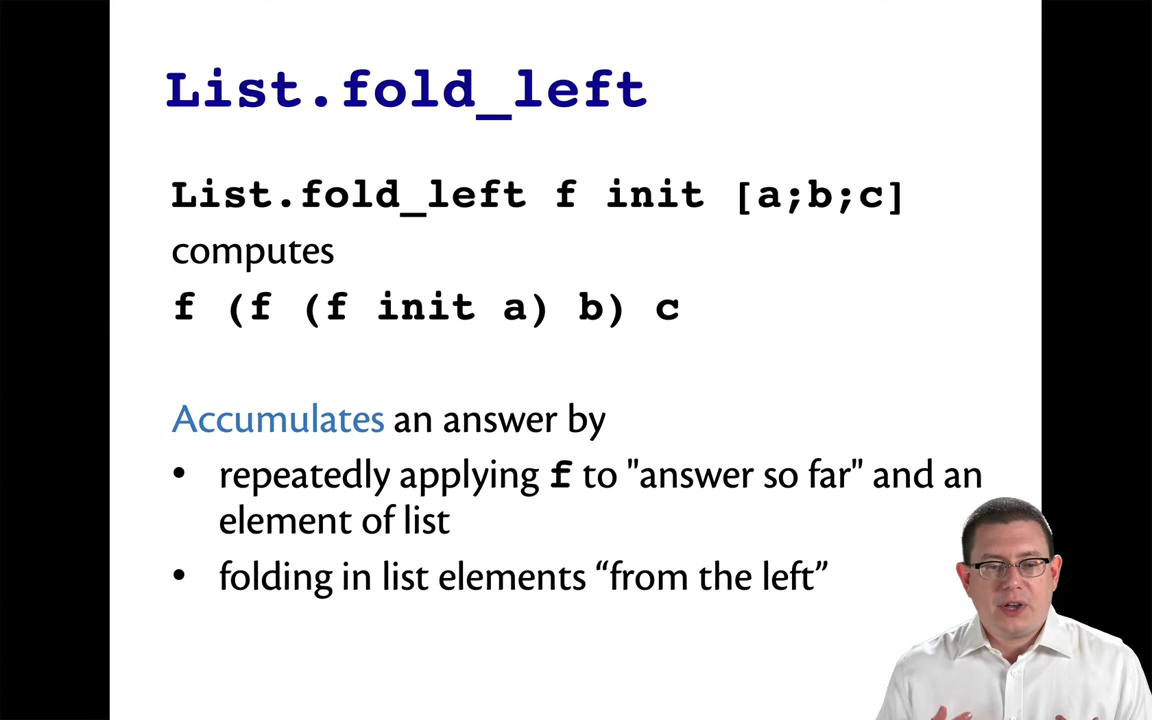 List.fold_left
List.fold_left f init [a;b;c]
computes
f (f (f init a) b) c
Accumulates an answer by
• repeatedly applying f to "answer so far" and an
element of list
• folding in list elements “from the left”